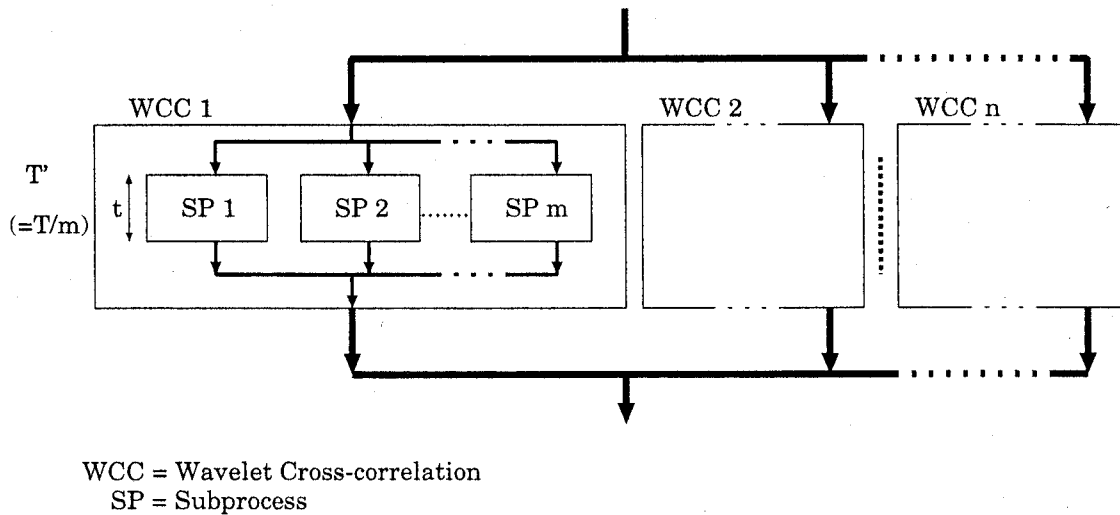 WCC 1
WCC 2
WCC n
T'
(=T/m)
t
SP 1
SP 2
.......
SP m
WCC = Wavelet Cross-correlation
SP = Subprocess